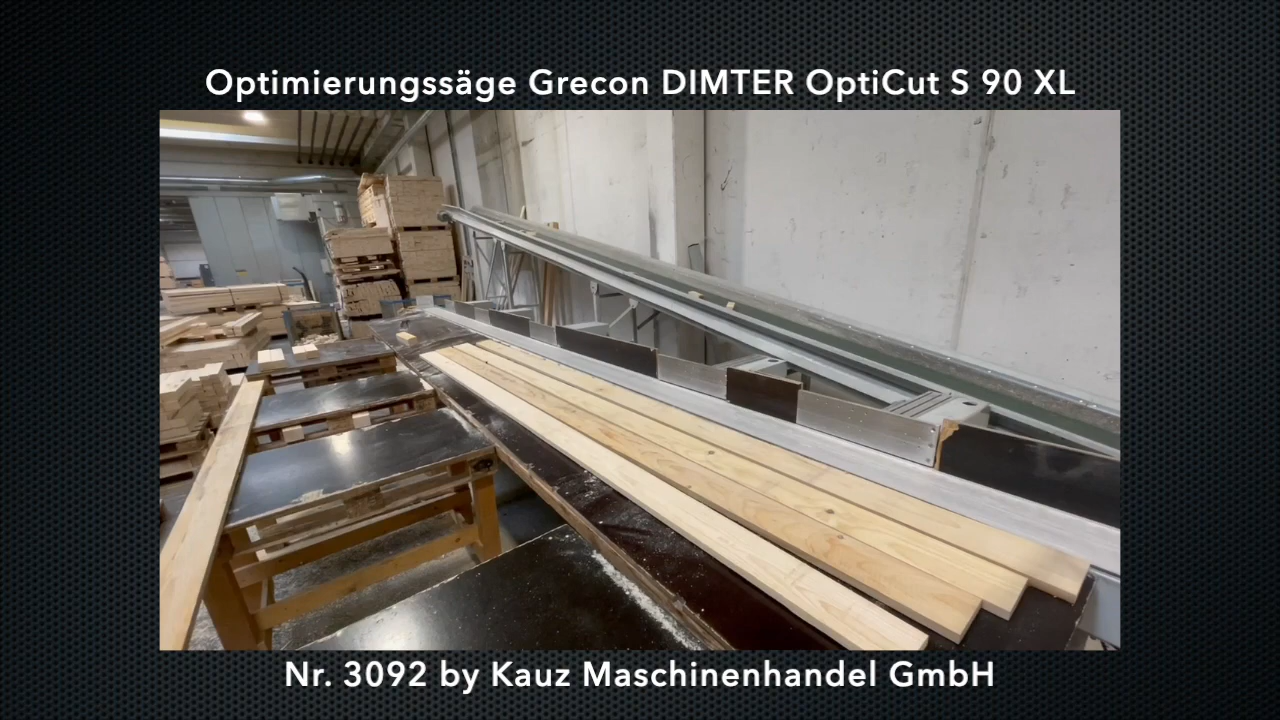 Optimierungssäge Grecon DIMTER OptiCut S 90 XL
Nr. 3092 by Kauz Maschinenhandel GmbH